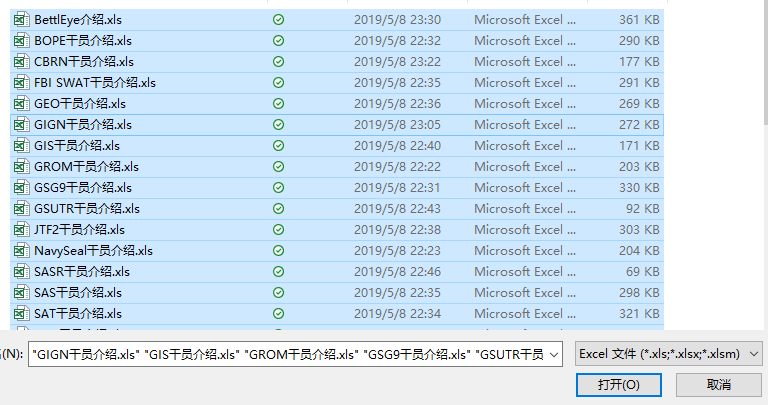 BettlEye介绍.xls 2019/5/8 23:30 Microsoft Excel ... 361 KB
BOPE干员介绍.xls 2019/5/8 22:32 Microsoft Excel ... 290 KB
CBRN干员介绍.xls 2019/5/8 23:22 Microsoft Excel ... 177 KB
FBI SWAT干员介绍.xls 2019/5/8 22:35 Microsoft Excel ... 291 KB
GEO干员介绍.xls 2019/5/8 22:36 Microsoft Excel ... 269 KB
GIGN干员介绍.xls 2019/5/8 23:05 Microsoft Excel ... 272 KB
GIS干员介绍.xls 2019/5/8 22:40 Microsoft Excel ... 171 KB
GROM干员介绍.xls 2019/5/8 22:22 Microsoft Excel ... 203 KB
GSG9干员介绍.xls 2019/5/8 22:31 Microsoft Excel ... 330 KB
GSUTR干员介绍.xls 2019/5/8 22:43 Microsoft Excel ... 92 KB
JTF2干员介绍.xls 2019/5/8 22:38 Microsoft Excel ... 303 KB
NavySeal干员介绍.xls 2019/5/8 22:23 Microsoft Excel ... 204 KB
SASR干员介绍.xls 2019/5/8 22:46 Microsoft Excel ... 69 KB
SAS干员介绍.xls 2019/5/8 22:35 Microsoft Excel ... 298 KB
SAT干员介绍.xls 2019/5/8 22:34 Microsoft Excel ... 321 KB
(N): "GIGN干员介绍.xls" "GIS干员介绍.xls" "GROM干员介绍.xls" "GSG9干员介绍.xls" "GSUTR干员 Excel 文件 (*.xls;*.xlsx;*.xlsm)
打开(O) 取消